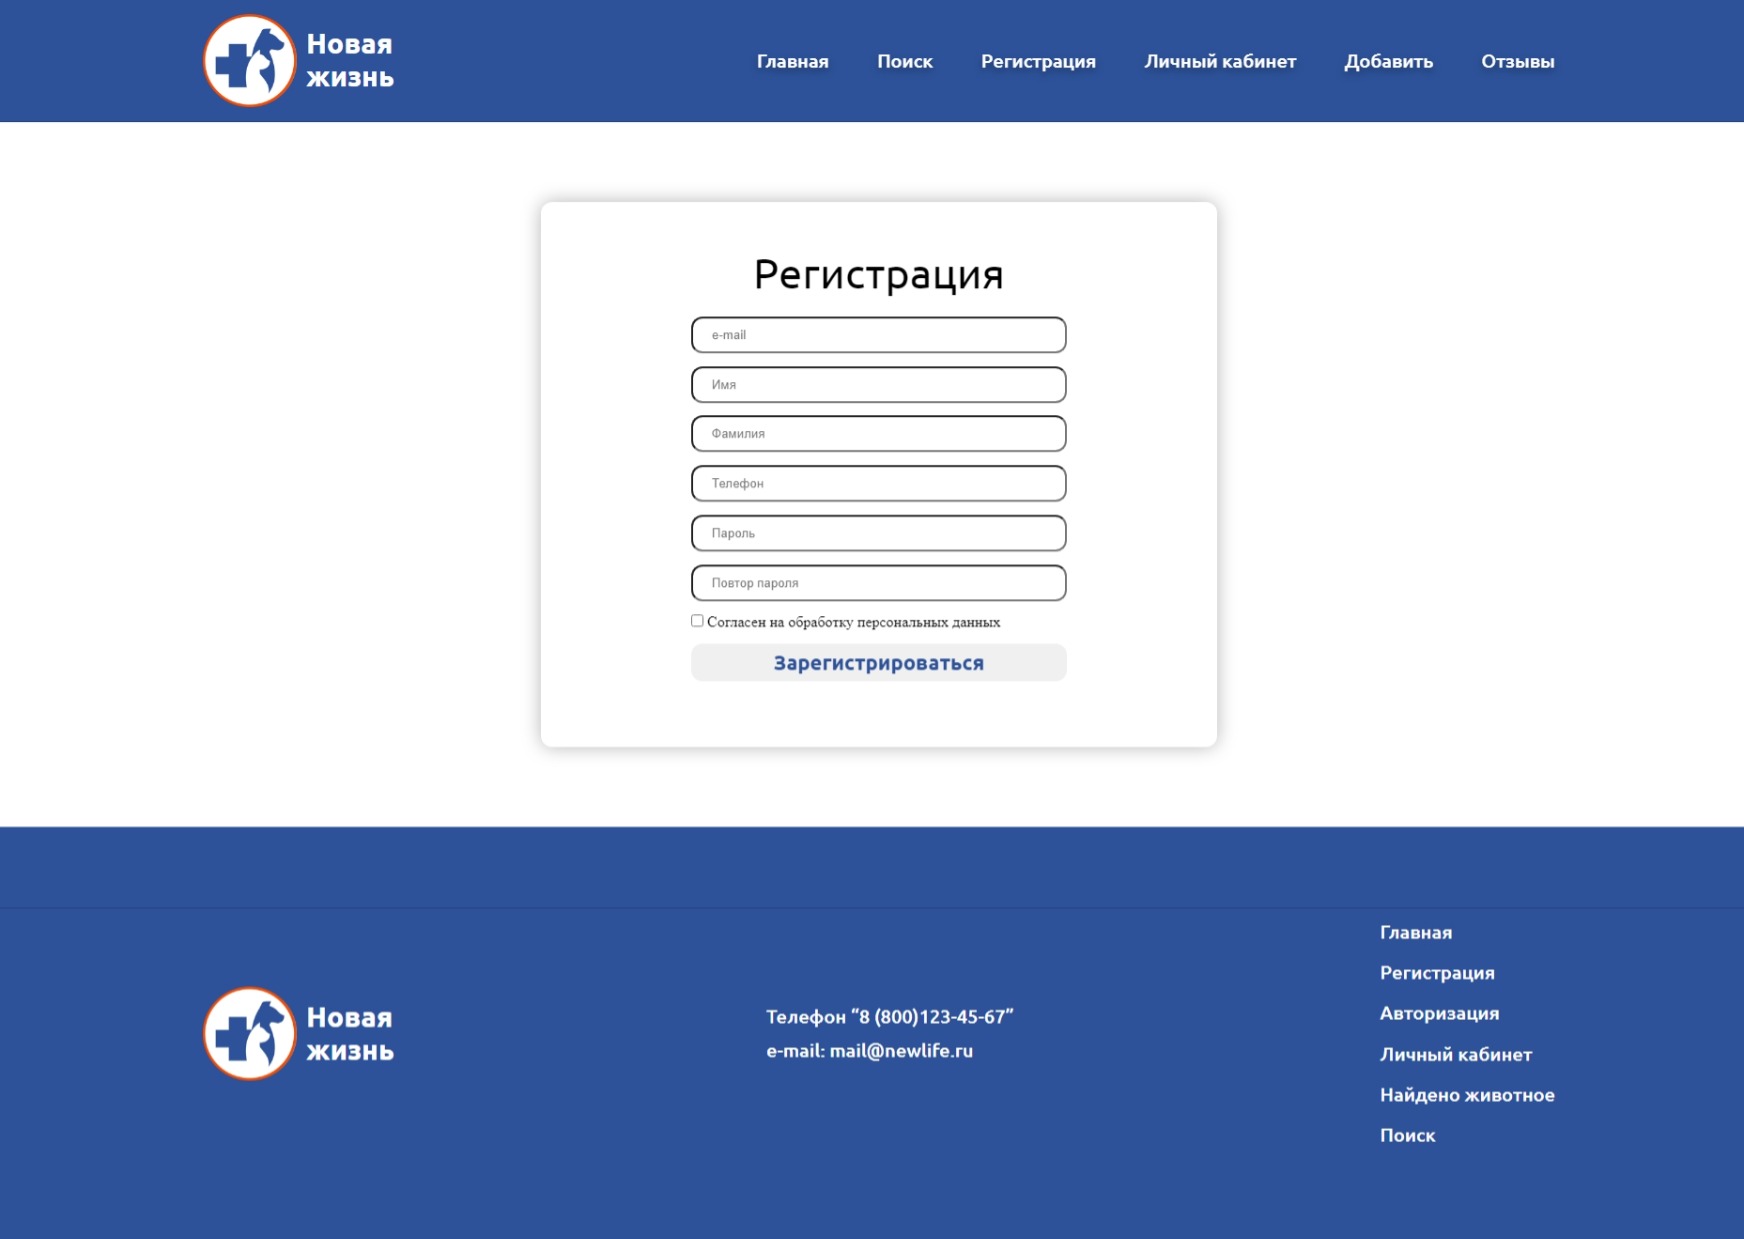 Новая
жизнь
Главная
Поиск
Регистрация
Личный кабинет
Добавить
Отзывы
Регистрация
e-mail
Имя
Фамилия
Телефон
Пароль
Повтор пароля
Согласен на обработку персональных данных
Зарегистрироваться
Новая
жизнь
Телефон “8 (800)123-45-67”
e-mail: mail@newlife.ru
Главная
Регистрация
Авторизация
Личный кабинет
Найдено животное
Поиск